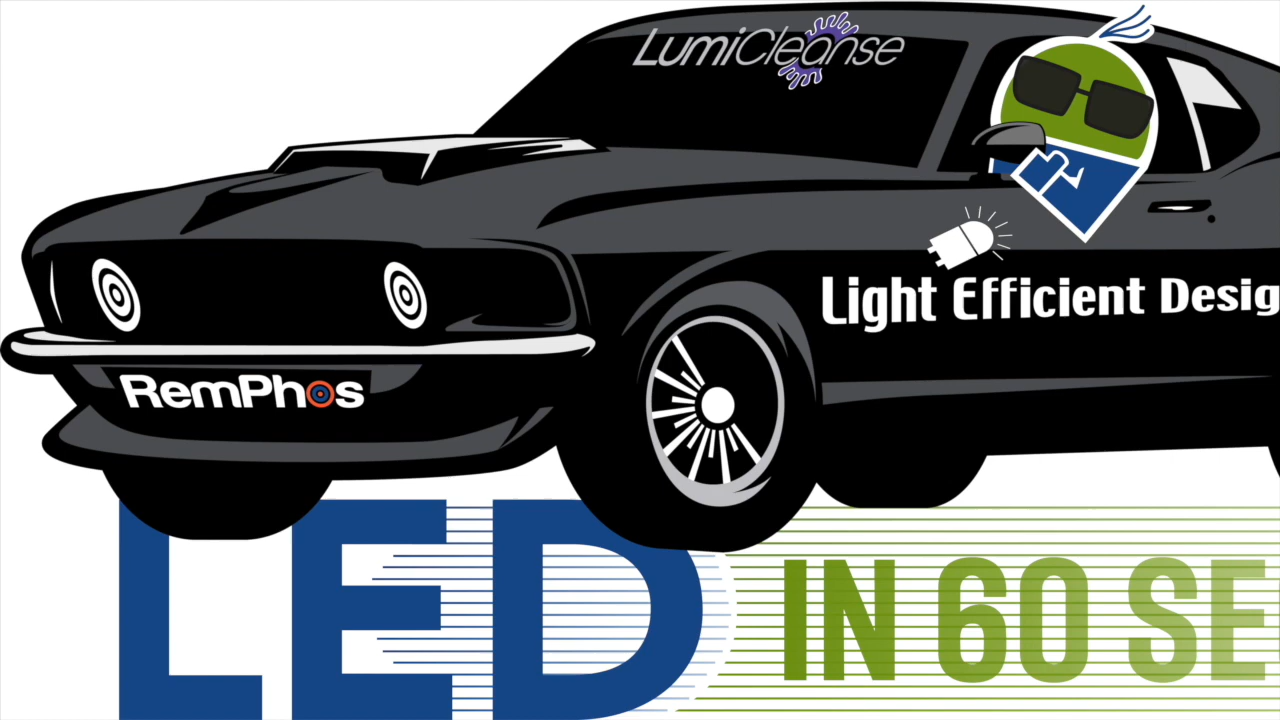 LumiCleanse
Light Efficient Desig
RemPhos
LED
IN 60 SE